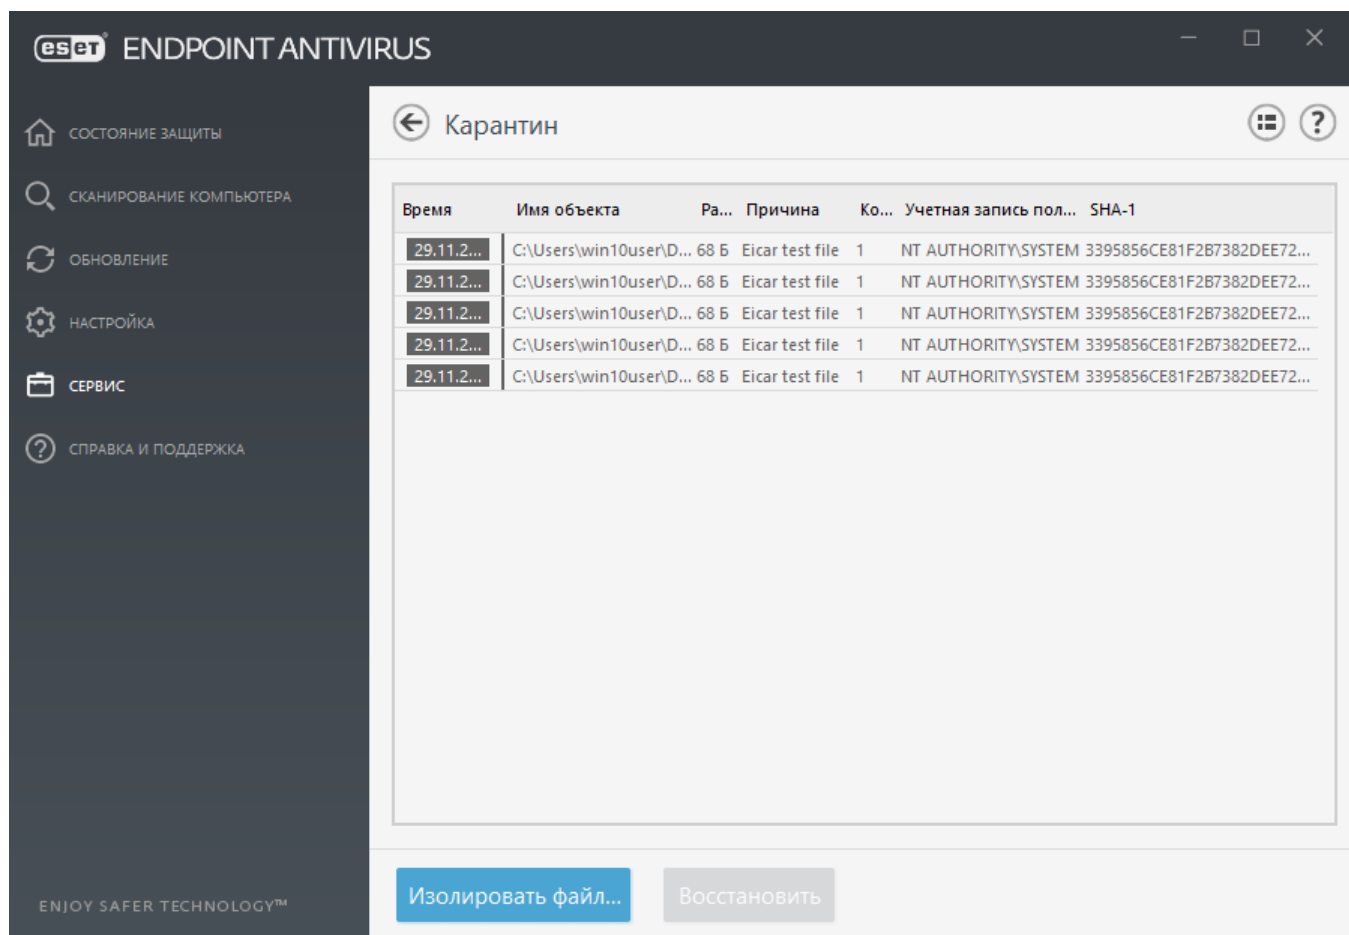 eset ENDPOINT ANTIVIRUS
СОСТОЯНИЕ ЗАЩИТЫ
СКАНИРОВАНИЕ КОМПЬЮТЕРА
ОБНОВЛЕНИЕ
НАСТРОЙКА
СЕРВИС
СПРАВКА И ПОДДЕРЖКА
ENJOY SAFER TECHNOLOGY™
Карантин
Время Имя объекта Ра... Причина Ко... Учетная запись пол... SHA-1
29.11.2... C:\Users\win10user\D... 68 Б Eicar test file 1 NT AUTHORITY\SYSTEM 3395856CE81F2B7382DEE72...
29.11.2... C:\Users\win10user\D... 68 Б Eicar test file 1 NT AUTHORITY\SYSTEM 3395856CE81F2B7382DEE72...
29.11.2... C:\Users\win10user\D... 68 Б Eicar test file 1 NT AUTHORITY\SYSTEM 3395856CE81F2B7382DEE72...
29.11.2... C:\Users\win10user\D... 68 Б Eicar test file 1 NT AUTHORITY\SYSTEM 3395856CE81F2B7382DEE72...
29.11.2... C:\Users\win10user\D... 68 Б Eicar test file 1 NT AUTHORITY\SYSTEM 3395856CE81F2B7382DEE72...
Изолировать файл... Восстановить